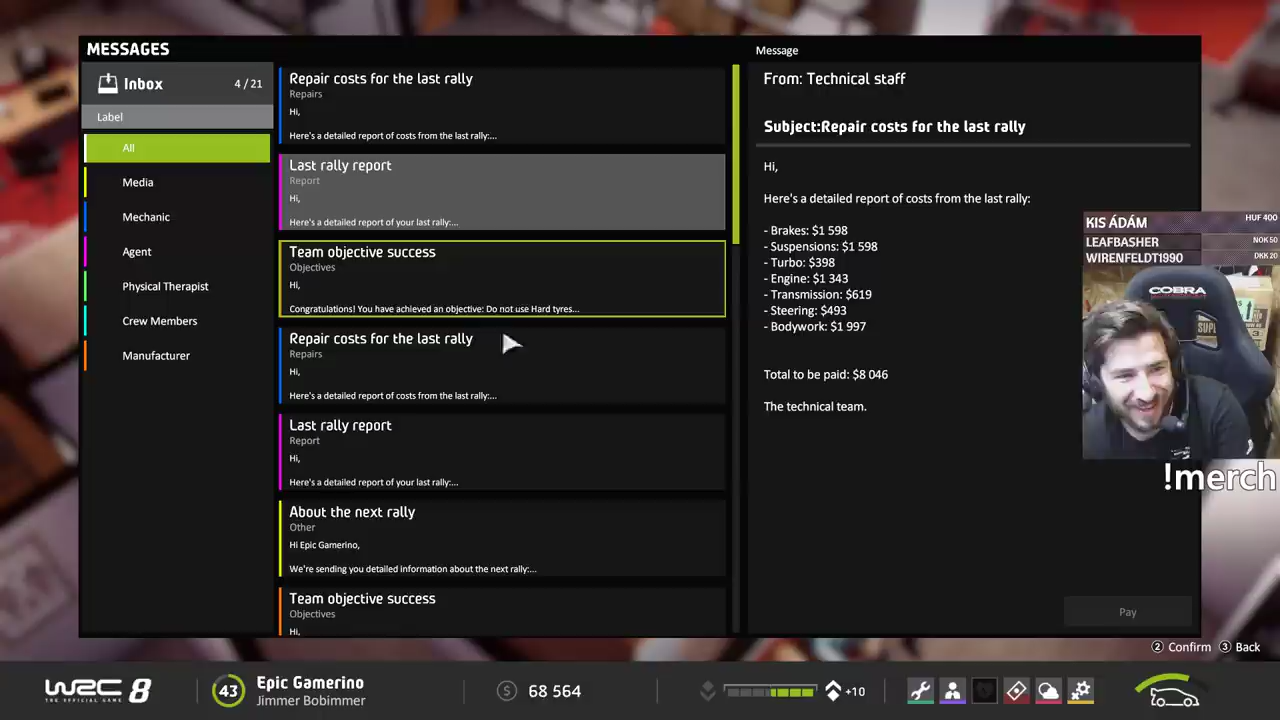 MESSAGES
Inbox 4 / 21
Label
All
Media
Mechanic
Agent
Physical Therapist
Crew Members
Manufacturer
Repair costs for the last rally
Repairs
Hi,
Here's a detailed report of costs from the last rally:...
Last rally report
Report
Hi,
Here's a detailed report of your last rally:...
Team objective success
Objectives
Hi,
Congratulations! You have achieved an objective: Do not use Hard tyres...
Repair costs for the last rally
Repairs
Hi,
Here's a detailed report of costs from the last rally:...
Last rally report
Report
Hi,
Here's a detailed report of your last rally:...
About the next rally
Other
Hi Epic Gamerino,
We're sending you detailed information about the next rally:...
Team objective success
Objectives
Hi,
Message
From: Technical staff
Subject:Repair costs for the last rally
Hi,
Here's a detailed report of costs from the last rally:
- Brakes: $1 598
- Suspensions: $1 598
- Turbo: $398
- Engine: $1 343
- Transmission: $619
- Steering: $493
- Bodywork: $1 997
Total to be paid: $8 046
The technical team.
Pay
KIS ÁDÁM HUF 400
LEAFBASHER NOK 50
WIRENFELDT1990 DKK 20
COBRA
!merch
2 Confirm 3 Back
WRC 8
THE OFFICIAL GAME
43
Epic Gamerino
Jimmer Bobimmer
$ 68 564
+10